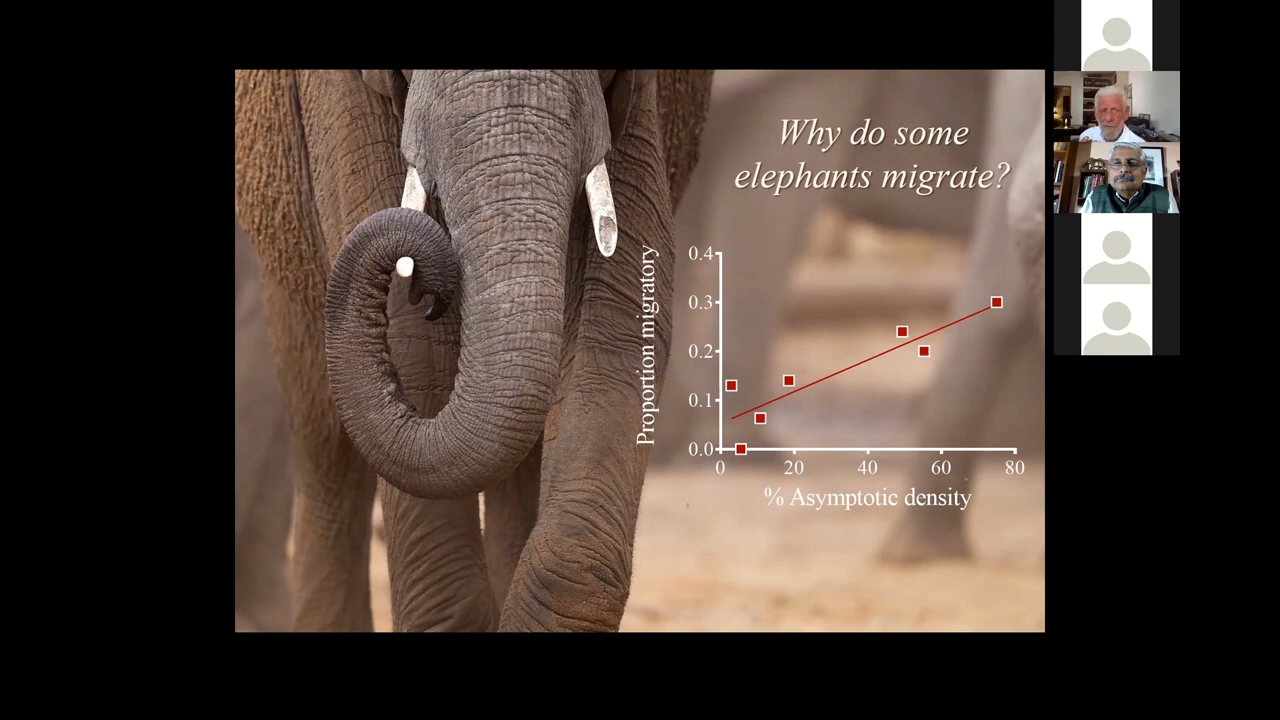 Why do some
elephants migrate?
Proportion migratory
0.4
0.3
0.2
0.1
0.0
0 20 40 60 80
% Asymptotic density